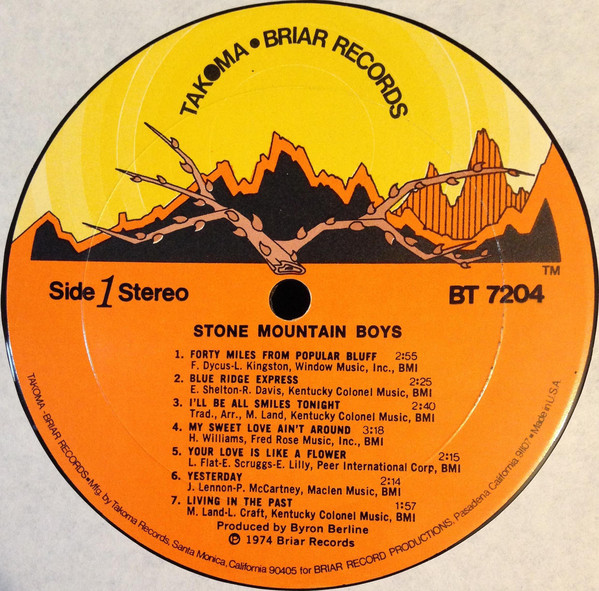 TAKOMA • BRIAR RECORDS
TM
Side 1 Stereo
BT 7204
STONE MOUNTAIN BOYS
1. FORTY MILES FROM POPULAR BLUFF 2:55
F. Dycus-L. Kingston, Window Music, Inc., BMI
2. BLUE RIDGE EXPRESS 2:25
E. Shelton-R. Davis, Kentucky Colonel Music, BMI
3. I'LL BE ALL SMILES TONIGHT 2:40
Trad., Arr., M. Land, Kentucky Colonel Music, BMI
4. MY SWEET LOVE AIN'T AROUND 3:18
H. Williams, Fred Rose Music, Inc., BMI
5. YOUR LOVE IS LIKE A FLOWER 2:15
L. Flat-E. Scruggs-E. Lilly, Peer International Corp, BMI
6. YESTERDAY 2:14
J. Lennon-P. McCartney, Maclen Music, BMI
7. LIVING IN THE PAST 1:57
M. Land-L. Craft, Kentucky Colonel Music, BMI
Produced by Byron Berline
℗ 1974 Briar Records
TAKOMA - BRIAR RECORDS • Mfg. by Takoma Records, Santa Monica, California 90405 for BRIAR RECORD PRODUCTIONS, Pasadena California 91107 • Made in U.S.A.